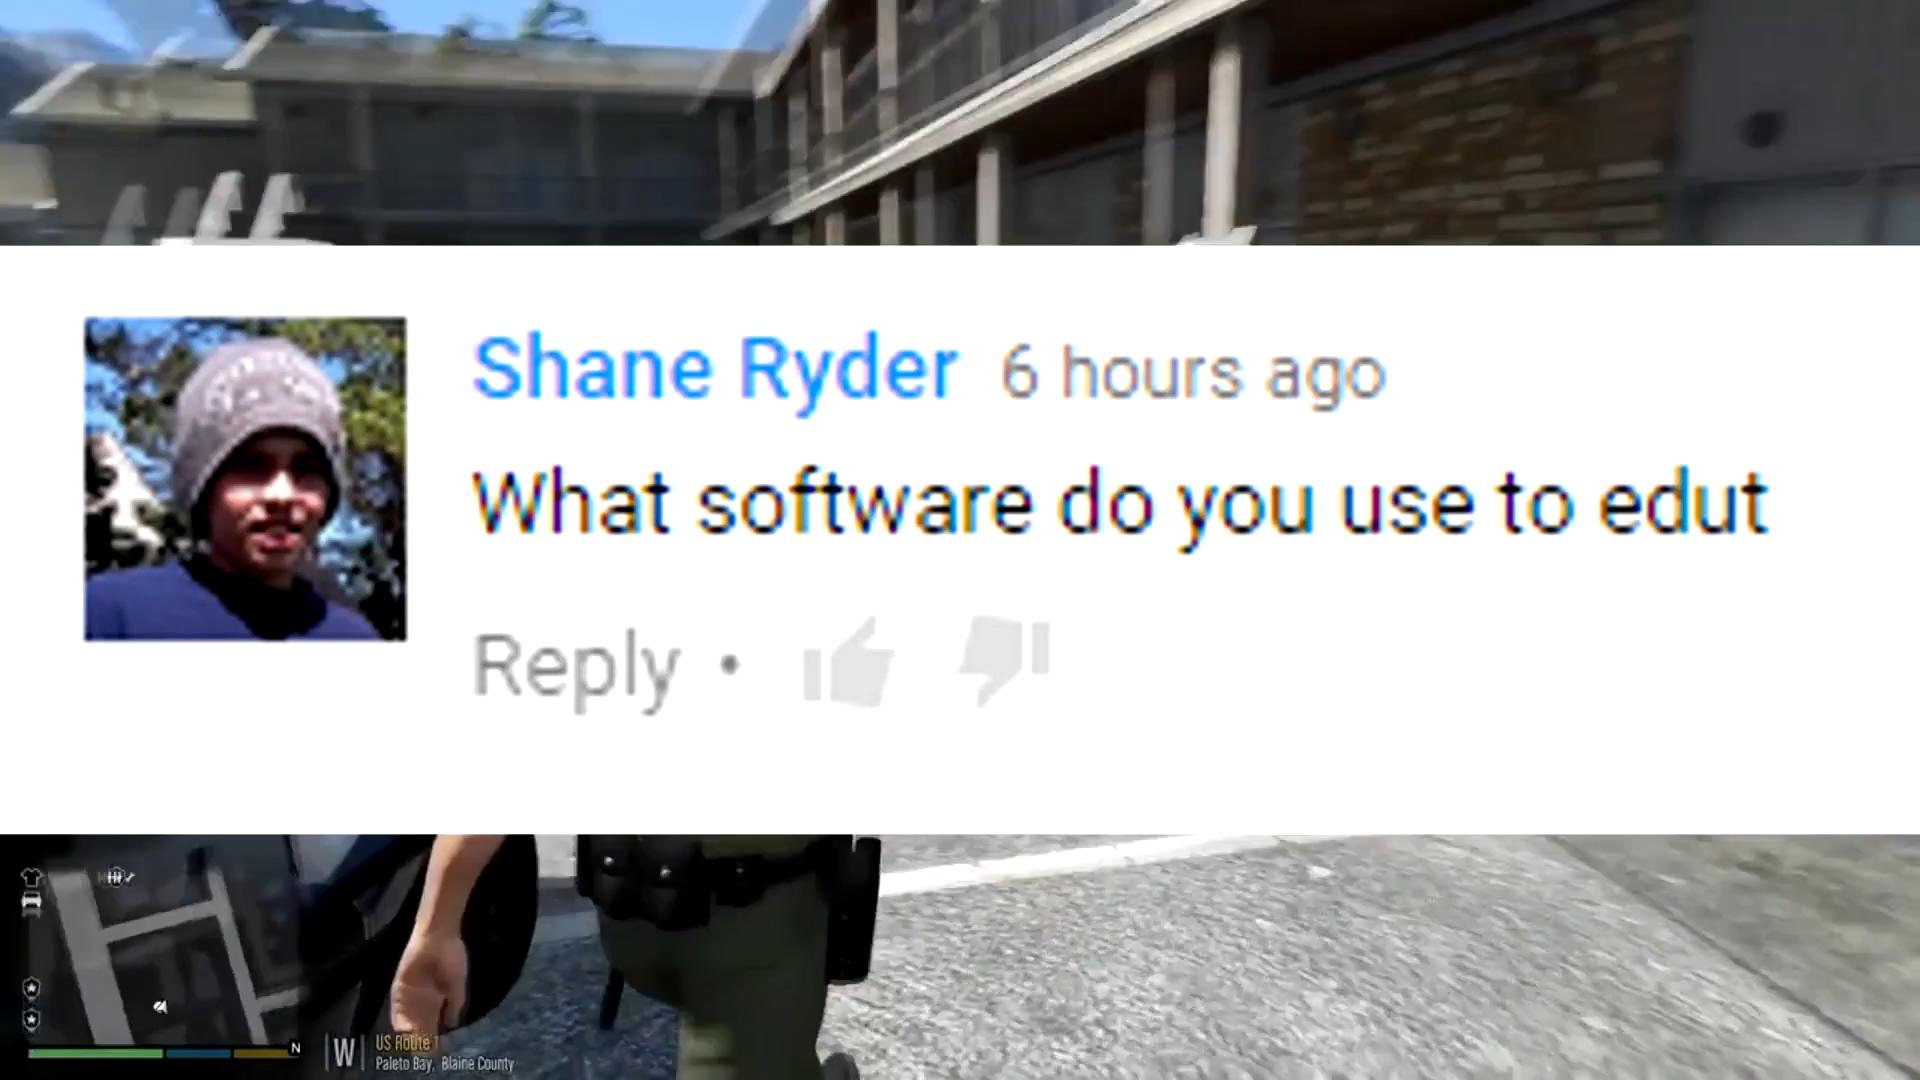 Shane Ryder 6 hours ago
What software do you use to edut
Reply •
N
W
US Route 1
Paleto Bay, Blaine County